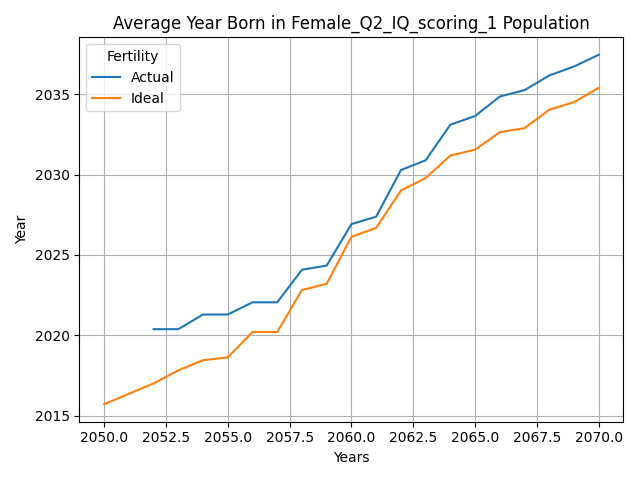 Average Year Born in Female_Q2_IQ_scoring_1 Population
Fertility
Actual
Ideal
Year
2035
2030
2025
2020
2015
2050.0 2052.5 2055.0 2057.5 2060.0 2062.5 2065.0 2067.5 2070.0
Years